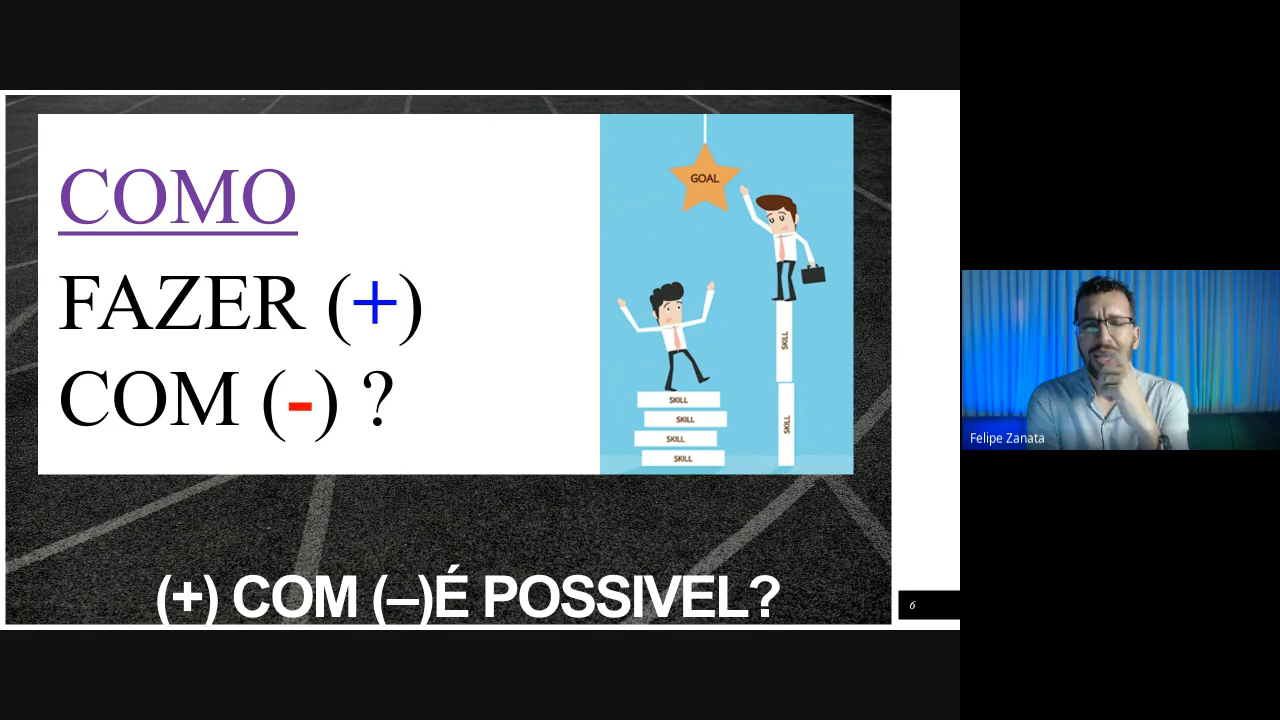 COMO
FAZER (+)
COM (-) ?
GOAL
SKILL
SKILL
SKILL
SKILL
SKILL
SKILL
(+) COM (–)É POSSIVEL?
6
Felipe Zanata